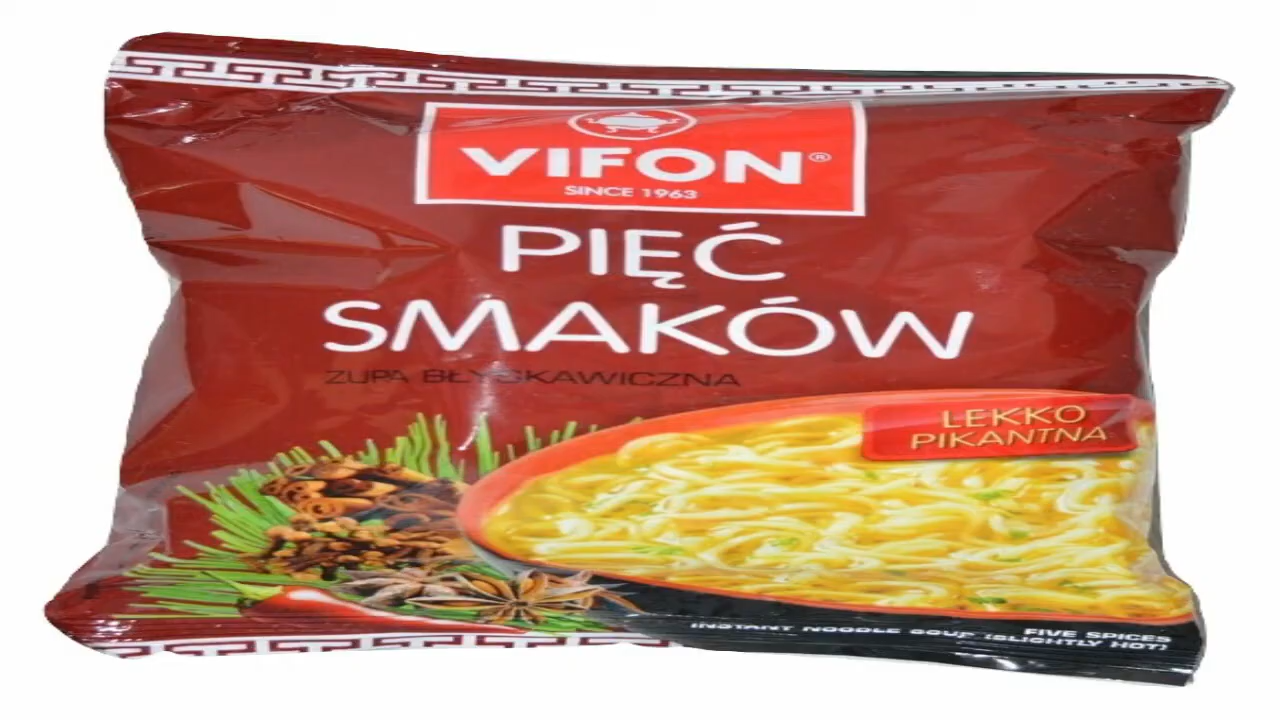 VIFON®
SINCE 1963
PIĘĆ
SMAKÓW
ZUPA BŁYSKAWICZNA
LEKKO
PIKANTNA
FIVE SPICES
INSTANT NOODLE SOUP (SLIGHTLY HOT)